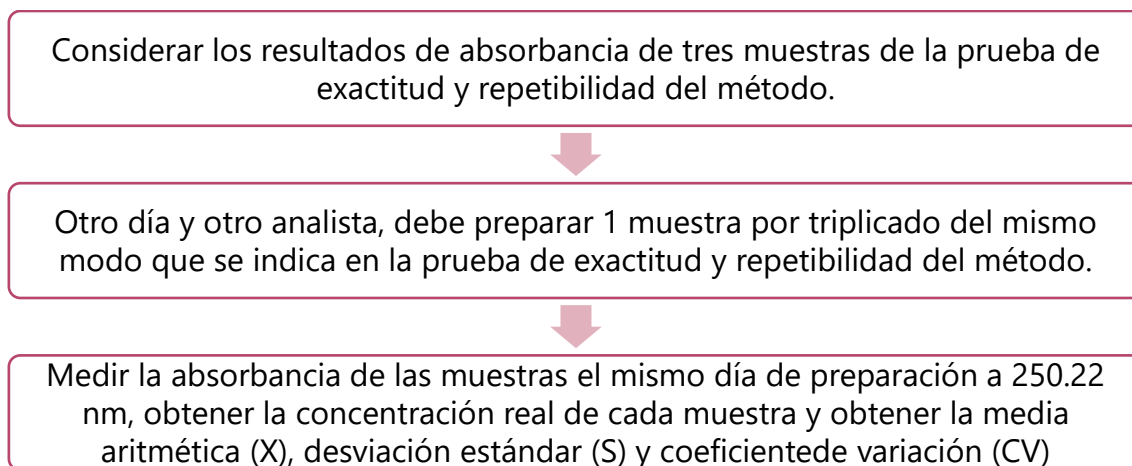 Considerar los resultados de absorbancia de tres muestras de la prueba de
exactitud y repetibilidad del método.
Otro día y otro analista, debe preparar 1 muestra por triplicado del mismo
modo que se indica en la prueba de exactitud y repetibilidad del método.
Medir la absorbancia de las muestras el mismo día de preparación a 250.22
nm, obtener la concentración real de cada muestra y obtener la media
aritmética (X), desviación estándar (S) y coeficientede variación (CV)